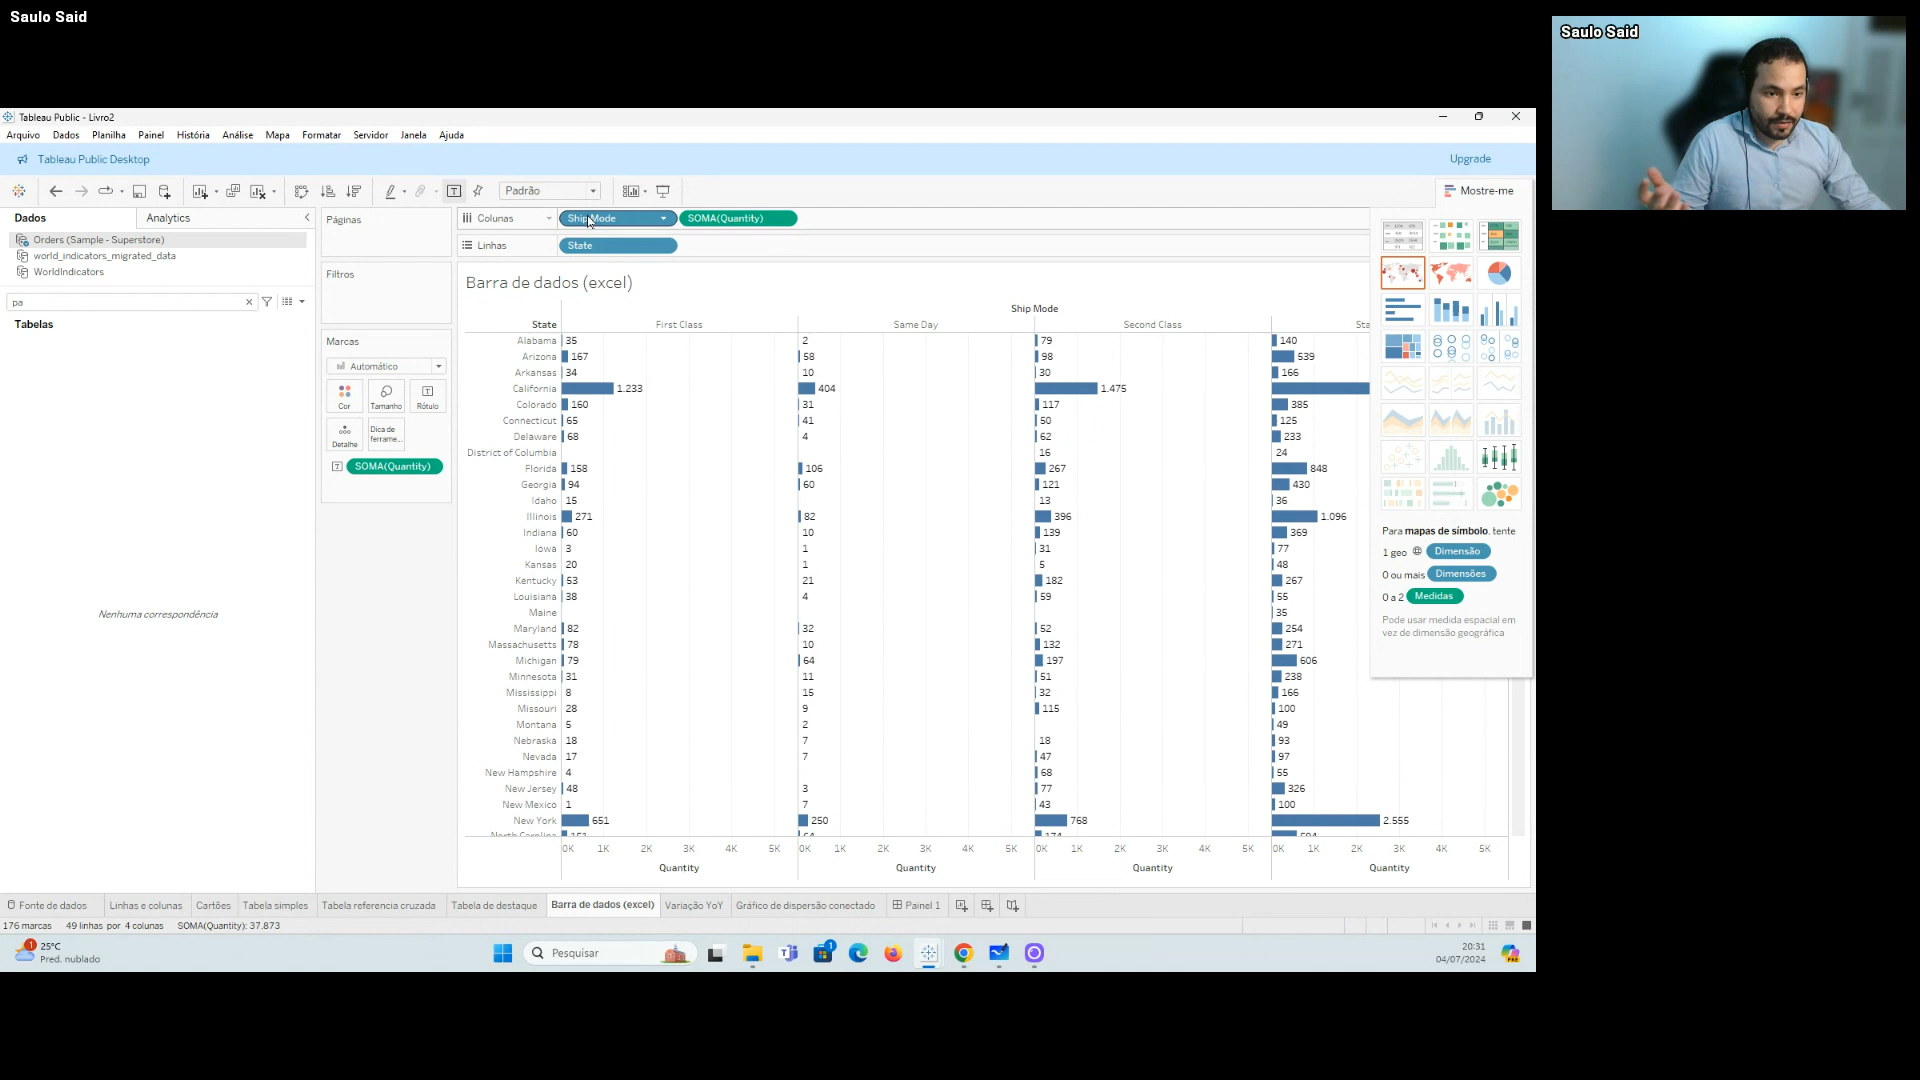 Saulo Said
Saulo Said
Tableau Public - Livro2
Arquivo Dados Planilha Painel História Análise Mapa Formatar Servidor Janela Ajuda
Tableau Public Desktop Upgrade
Padrão Mostre-me
Dados Analytics
Orders (Sample - Superstore)
world_indicators_migrated_data
WorldIndicators
pa
Tabelas
Nenhuma correspondência
Páginas
Filtros
Marcas
Automático
Cor Tamanho Rótulo
Detalhe Dica de ferrame...
SOMA(Quantity)
Colunas Ship Mode SOMA(Quantity)
Linhas State
Barra de dados (excel)
Ship Mode
State First Class Same Day Second Class Sta
Alabama 35 2 79 140
Arizona 167 58 98 539
Arkansas 34 10 30 166
California 1.233 404 1.475
Colorado 160 31 117 385
Connecticut 65 41 50 125
Delaware 68 4 62 233
District of Columbia 16 24
Florida 158 106 267 848
Georgia 94 60 121 430
Idaho 15 13 36
Illinois 271 82 396 1.096
Indiana 60 10 139 369
Iowa 3 1 31 77
Kansas 20 1 5 48
Kentucky 53 21 182 267
Louisiana 38 4 59 55
Maine 35
Maryland 82 32 52 254
Massachusetts 78 10 132 271
Michigan 79 64 197 606
Minnesota 31 11 51 238
Mississippi 8 15 32 166
Missouri 28 9 115 100
Montana 5 2 49
Nebraska 18 7 18 93
Nevada 17 7 47 97
New Hampshire 4 68 55
New Jersey 48 3 77 326
New Mexico 1 7 43 100
New York 651 250 768 2.555
North Carolina
0K 1K 2K 3K 4K 5K 0K 1K 2K 3K 4K 5K 0K 1K 2K 3K 4K 5K 0K 1K 2K 3K 4K 5K
Quantity Quantity Quantity Quantity
Para mapas de símbolo, tente
1 geo Dimensão
0 ou mais Dimensões
0 a 2 Medidas
Pode usar medida espacial em
vez de dimensão geográfica
Fonte de dados Linhas e colunas Cartões Tabela simples Tabela referencia cruzada Tabela de destaque Barra de dados (excel) Variação YoY Gráfico de dispersão conectado Painel 1
176 marcas 49 linhas por 4 colunas SOMA(Quantity): 37.873
1 25°C
Pred. nublado
Pesquisar
1
20:31
04/07/2024
PRE